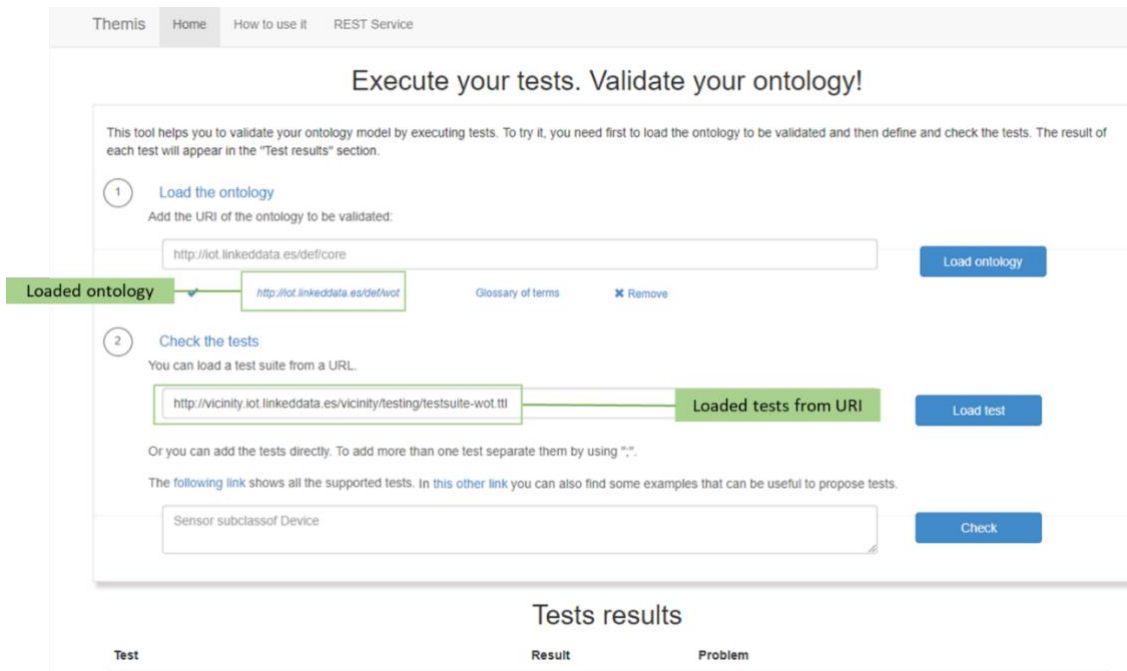 Themis Home How to use it REST Service
Execute your tests. Validate your ontology!
This tool helps you to validate your ontology model by executing tests. To try it, you need first to load the ontology to be validated and then define and check the tests. The result of
each test will appear in the "Test results" section.
1 Load the ontology
Add the URI of the ontology to be validated:
http://iot.linkeddata.es/def/core
Load ontology
Loaded ontology http://iot.linkeddata.es/def/wot Glossary of terms Remove
2 Check the tests
You can load a test suite from a URL.
http://vicinity.iot.linkeddata.es/vicinity/testing/testsuite-wot.ttl Loaded tests from URI Load test
Or you can add the tests directly. To add more than one test separate them by using ";".
The following link shows all the supported tests. In this other link you can also find some examples that can be useful to propose tests.
Sensor subclassof Device
Check
Tests results
Test Result Problem